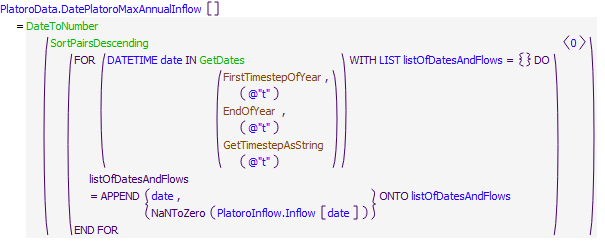 PlatoroData.DatePlatoroMaxAnnualInflow []
= DateToNumber
SortPairsDescending
FOR (DATETIME date IN GetDates ) WITH LIST listOfDatesAndFlows = {} DO <0>
FirstTimestepOfYear ,
( @"t" )
EndOfYear ,
( @"t" )
GetTimestepAsString
( @"t" )
listOfDatesAndFlows
= APPEND { date , } ONTO listOfDatesAndFlows
NaNToZero ( PlatoroInflow.Inflow [ date ] )
END FOR